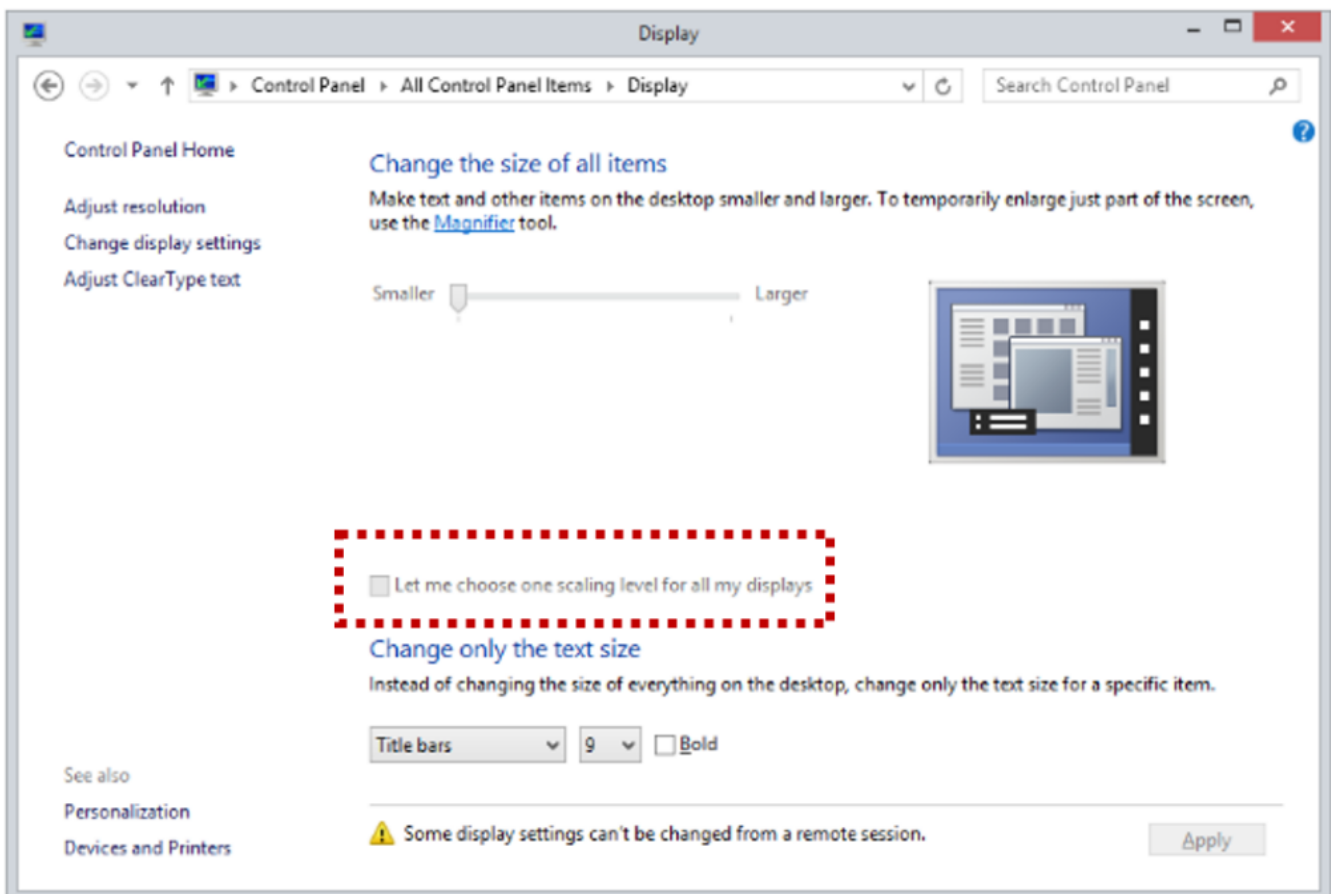 Display
Control Panel All Control Panel Items Display Search Control Panel
Control Panel Home
Adjust resolution
Change display settings
Adjust ClearType text
Change the size of all items
Make text and other items on the desktop smaller and larger. To temporarily enlarge just part of the screen,
use the Magnifier tool.
Smaller Larger
Let me choose one scaling level for all my displays
Change only the text size
Instead of changing the size of everything on the desktop, change only the text size for a specific item.
Title bars 9 Bold
See also
Personalization
Devices and Printers
Some display settings can't be changed from a remote session.
Apply